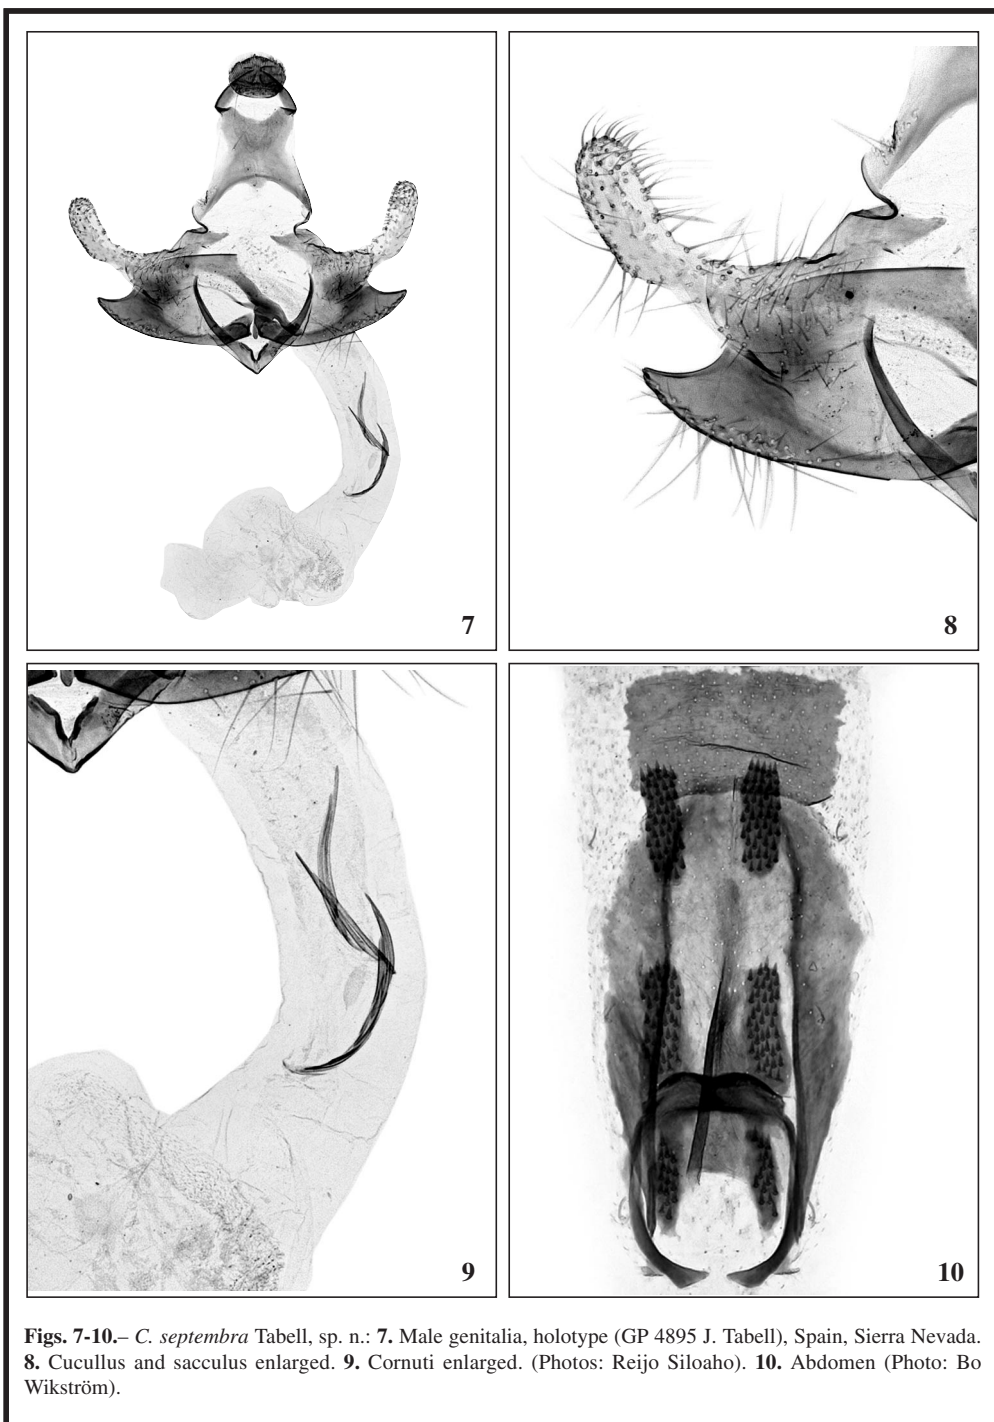 7
8
9
10
Figs. 7-10.– C. septembra Tabell, sp. n.: 7. Male genitalia, holotype (GP 4895 J. Tabell), Spain, Sierra Nevada.
8. Cucullus and sacculus enlarged. 9. Cornuti enlarged. (Photos: Reijo Siloaho). 10. Abdomen (Photo: Bo
Wikström).